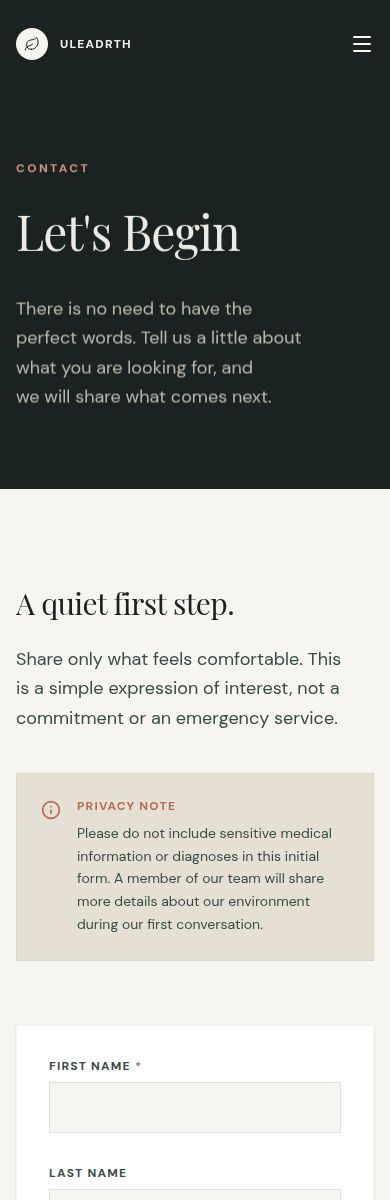 ULEADRTH
CONTACT
Let's Begin
There is no need to have the
perfect words. Tell us a little about
what you are looking for, and
we will share what comes next.
A quiet first step.
Share only what feels comfortable. This
is a simple expression of interest, not a
commitment or an emergency service.
PRIVACY NOTE
Please do not include sensitive medical
information or diagnoses in this initial
form. A member of our team will share
more details about our environment
during our first conversation.
FIRST NAME *
LAST NAME